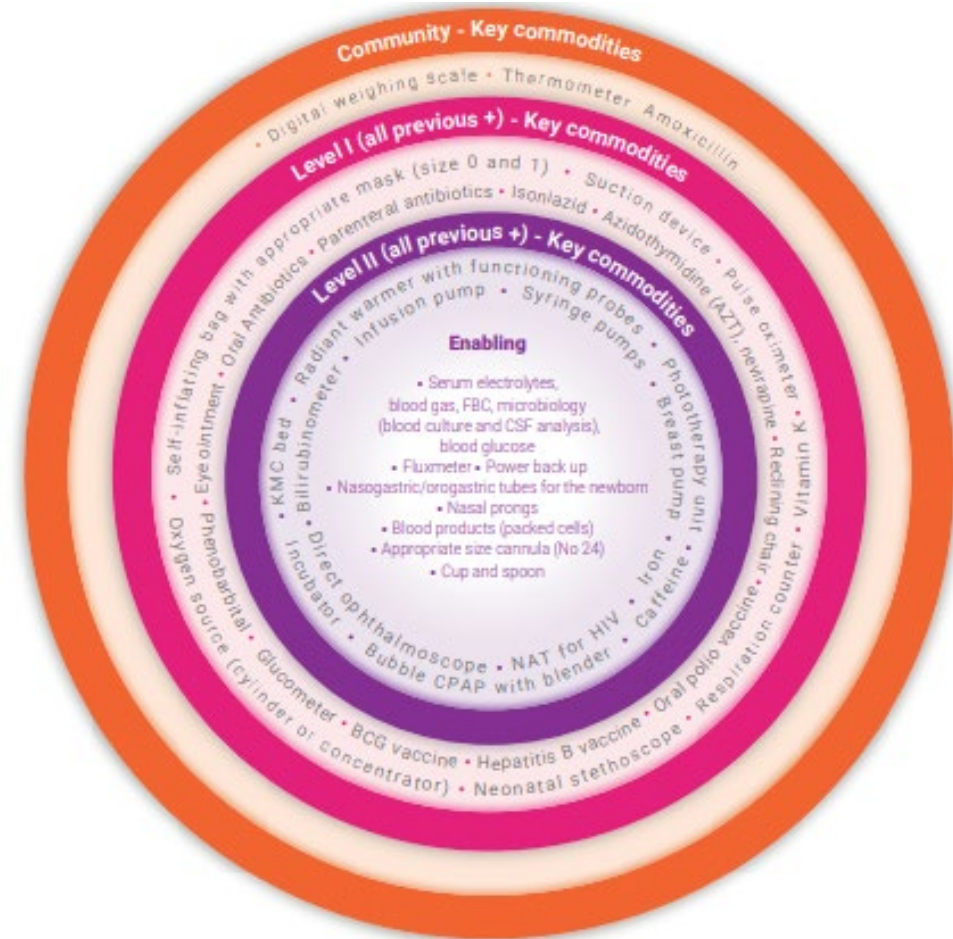 Community - Key commodities
• Digital weighing scale • Thermometer Amoxicillin
Level I (all previous +) - Key commodities
• Self-inflating bag with appropriate mask (size 0 and 1) • Suction device • Pulse oximeter • Vitamin K • Respiration counter • Neonatal stethoscope • Oxygen source (cylinder or concentrator)
• Eye ointment • Oral Antibiotics • Parenteral antibiotics • Isonlazid • Azidothymidine (AZT), nevirapine • Reclining chair • Oral polio vaccine • Hepatitis B vaccine • BCG vaccine • Glucometer • Phenobarbital
Level II (all previous +) - Key commodities
• KMC bed • Radiant warmer with functioning probes • Phototherapy unit • Caffeine • Bubble CPAP with blender • Incubator
• Bilirubinometer • Infusion pump • Syringe pumps • Breast pump • Iron • NAT for HIV • Direct ophthalmoscope
Enabling
• Serum electrolytes,
blood gas, FBC, microbiology
(blood culture and CSF analysis),
blood glucose
• Fluxmeter • Power back up
• Nasogastric/orogastric tubes for the newborn
• Nasal prongs
• Blood products (packed cells)
• Appropriate size cannula (No 24)
• Cup and spoon